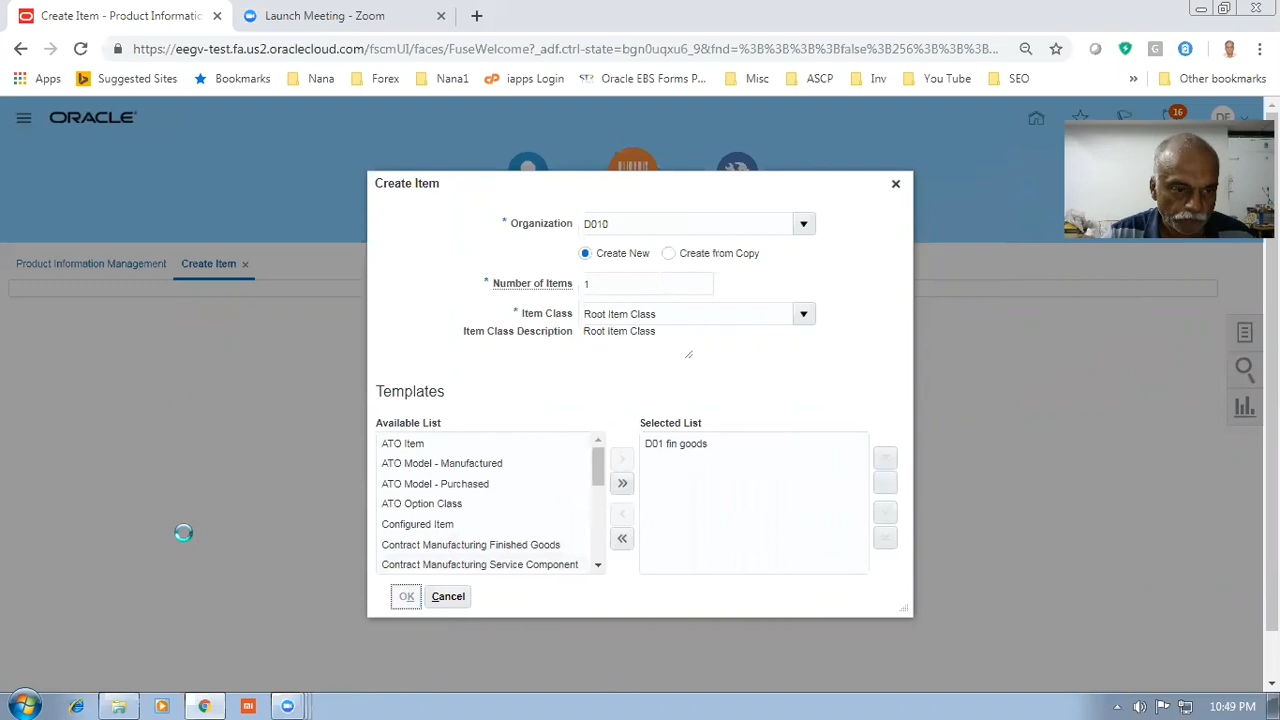 Create Item - Product Informatic
Launch Meeting - Zoom
https://eegv-test.fa.us2.oraclecloud.com/fscmUI/faces/FuseWelcome?_adf.ctrl-state=bgn0uqxu6_9&fnd=%3B%3B%3B%3Bfalse%3B256%3B%3B%3B...
Apps
Suggested Sites
Bookmarks
Nana
Forex
Nana1
iapps Login
Oracle EBS Forms P...
Misc
ASCP
Inv
You Tube
SEO
»
Other bookmarks
ORACLE
16
DF
Create Item
* Organization D010
Create New
Create from Copy
* Number of Items 1
Product Information Management
Create Item
* Item Class Root Item Class
Item Class Description Root Item Class
Templates
Available List
Selected List
ATO Item
ATO Model - Manufactured
ATO Model - Purchased
ATO Option Class
Configured Item
Contract Manufacturing Finished Goods
Contract Manufacturing Service Component
D01 fin goods
OK
Cancel
10:49 PM